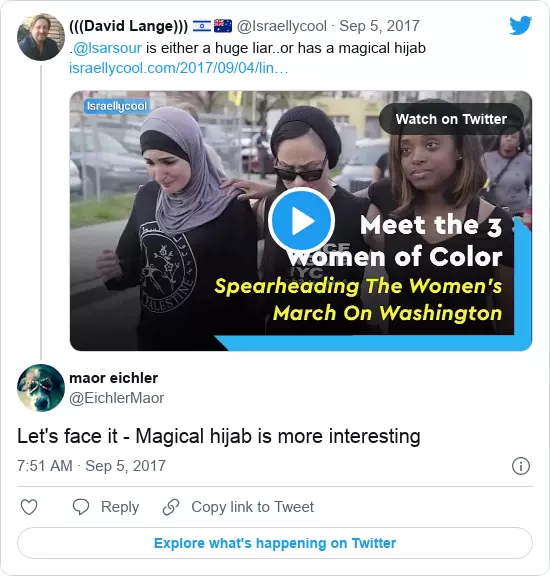 (((David Lange))) 🇮🇱 🇦🇺 @Israellycool · Sep 5, 2017
.@lsarsour is either a huge liar..or has a magical hijab
israellycool.com/2017/09/04/lin…
Israellycool
Watch on Twitter
PALESTINE
Meet the 3
Women of Color
Spearheading The Women's
March On Washington
maor eichler
@EichlerMaor
Let's face it - Magical hijab is more interesting
7:51 AM · Sep 5, 2017
Reply
Copy link to Tweet
Explore what's happening on Twitter